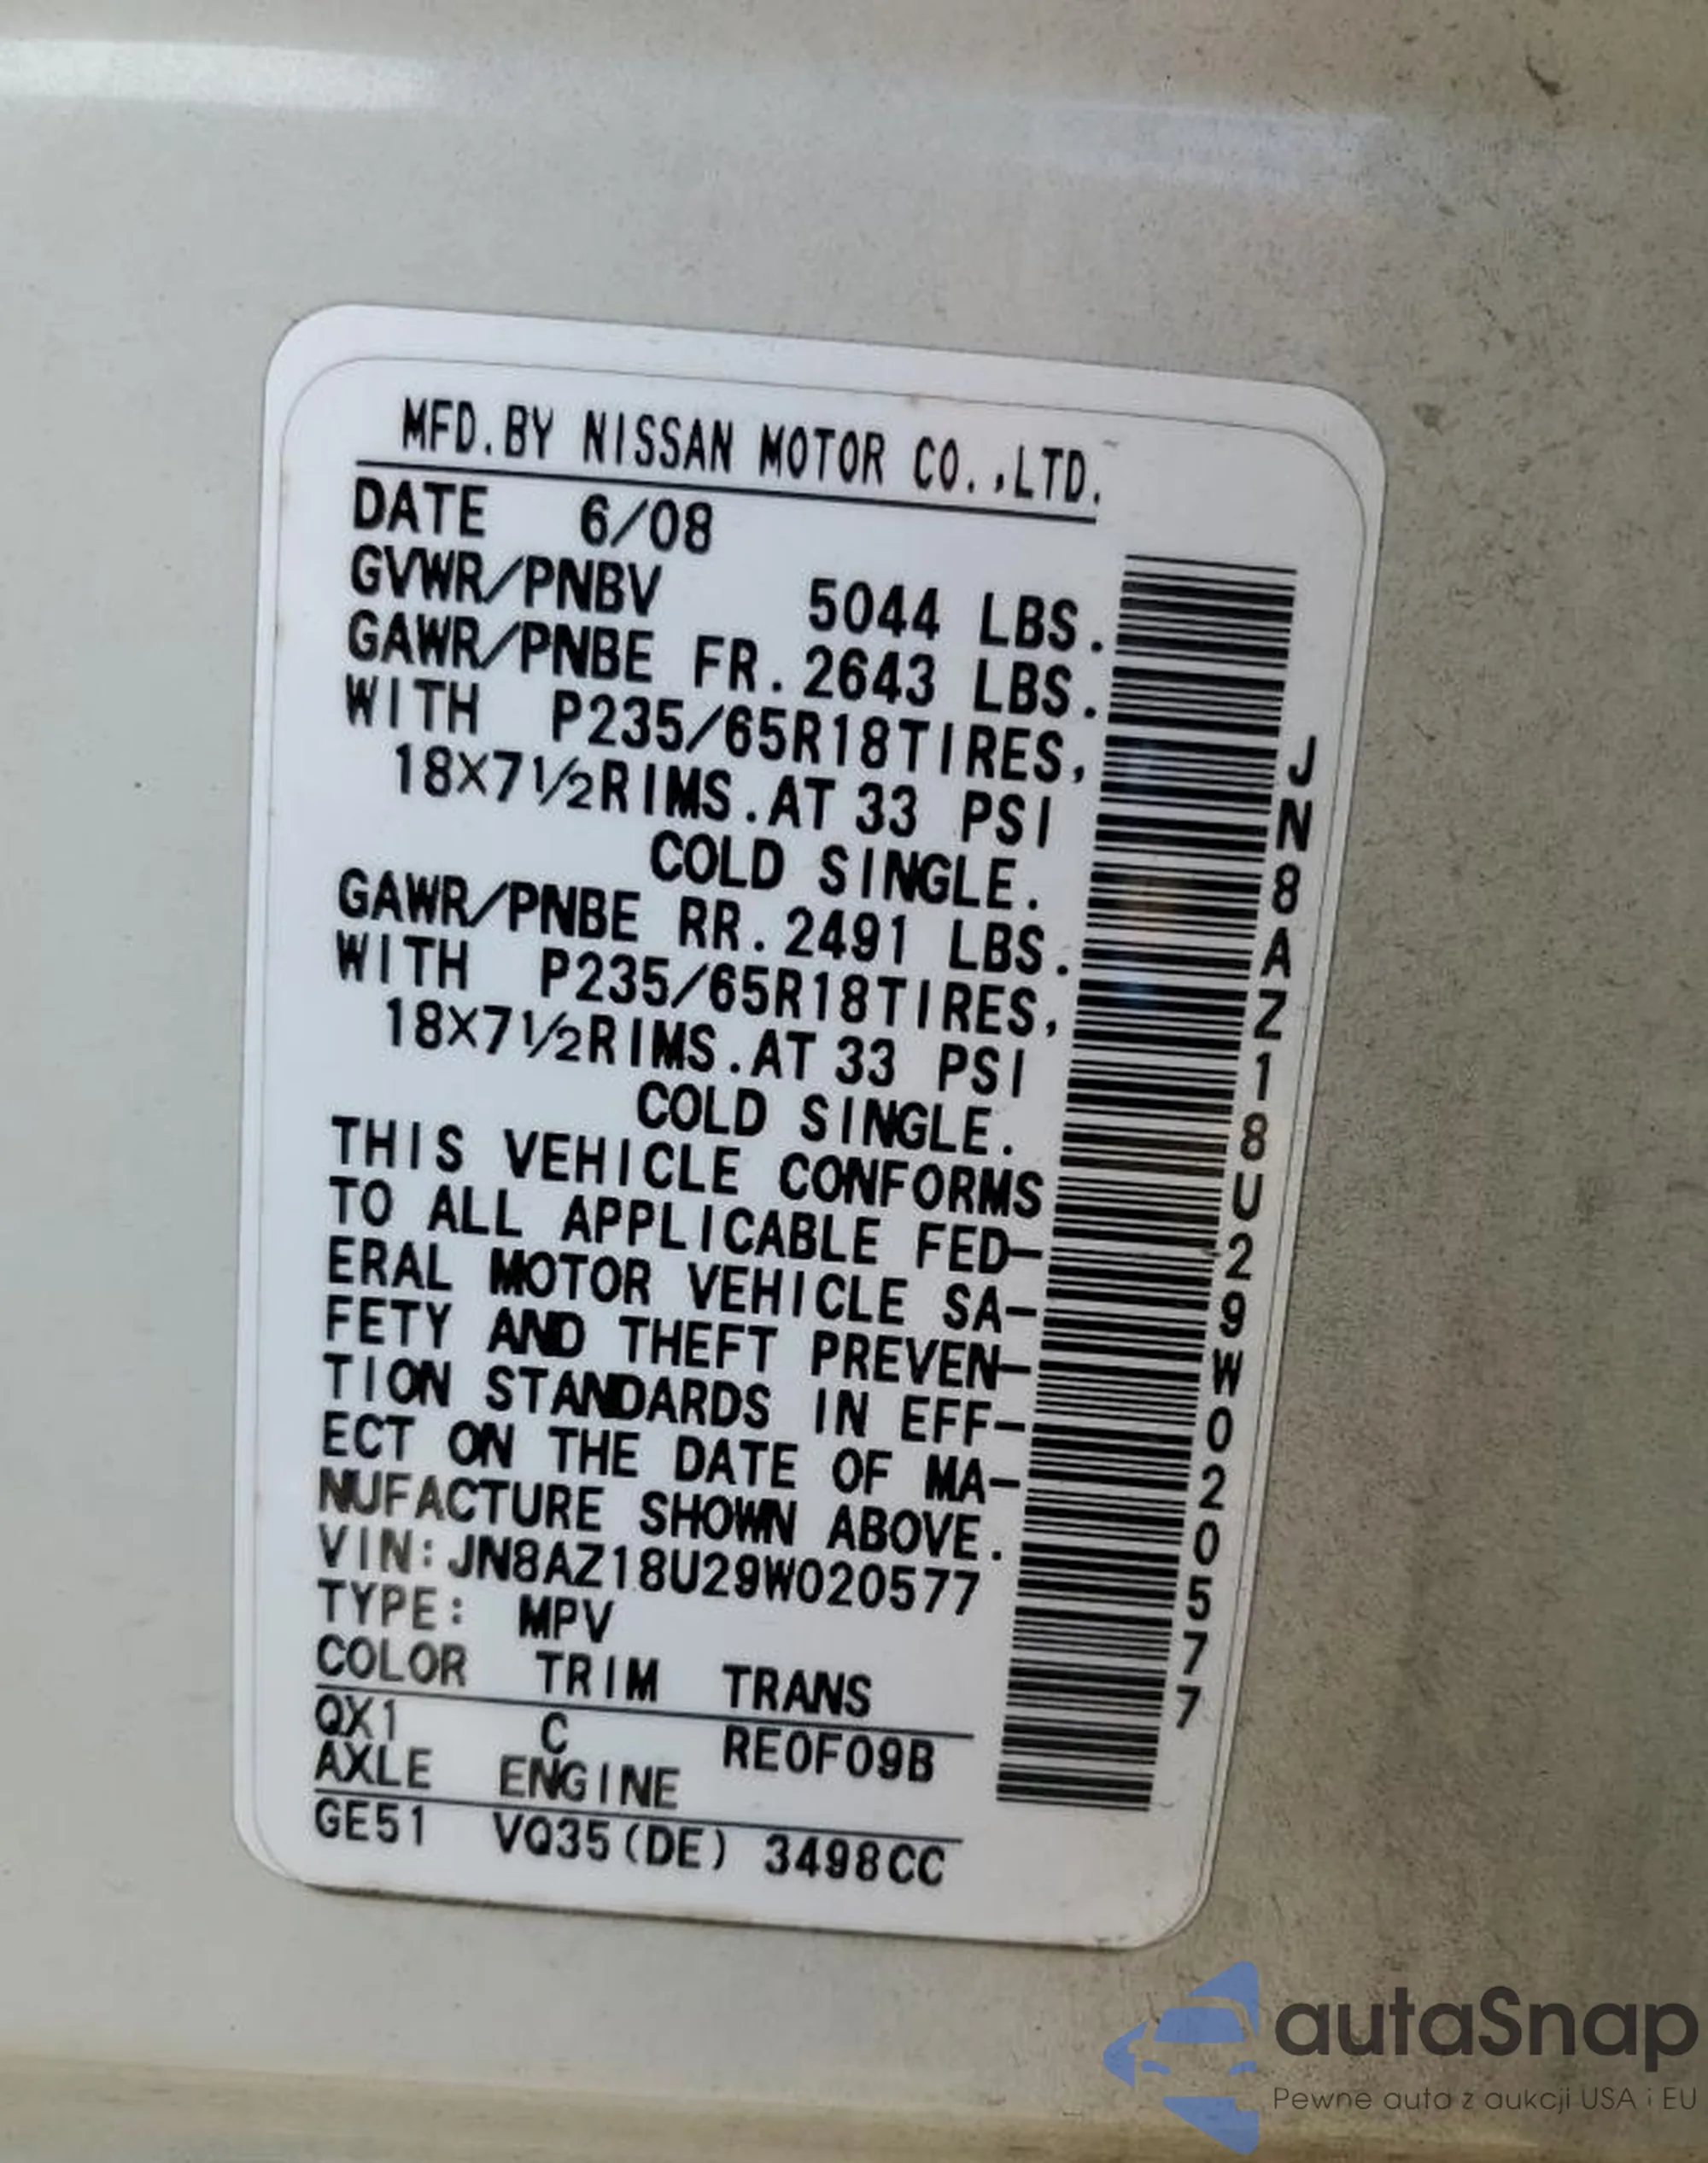 MFD.BY NISSAN MOTOR CO.,LTD.
DATE 6/08
GVWR/PNBV 5044 LBS.
GAWR/PNBE FR.2643 LBS.
WITH P235/65R18TIRES,
18X7½RIMS.AT 33 PSI
COLD SINGLE.
GAWR/PNBE RR.2491 LBS.
WITH P235/65R18TIRES,
18X7½RIMS.AT 33 PSI
COLD SINGLE.
THIS VEHICLE CONFORMS
TO ALL APPLICABLE FED-
ERAL MOTOR VEHICLE SA-
FETY AND THEFT PREVEN-
TION STANDARDS IN EFF-
ECT ON THE DATE OF MA-
NUFACTURE SHOWN ABOVE.
VIN:JN8AZ18U29W020577
TYPE: MPV
COLOR TRIM TRANS
QX1 C RE0F09B
AXLE ENGINE
GE51 VQ35(DE) 3498CC
JN8AZ18U29W020577
autaSnap
Pewne auta z aukcji USA i EU